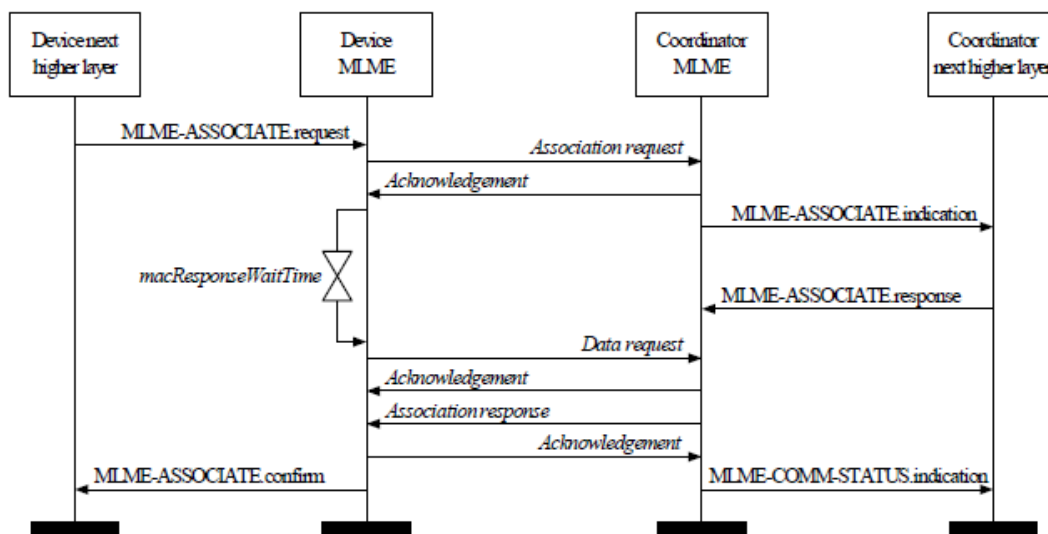 Device next
higher layer
Device
MLME
Coordinator
MLME
Coordinator
next higher layer
MLME-ASSOCIATE.request
Association request
Acknowledgement
MLME-ASSOCIATE.indication
macResponseWaitTime
MLME-ASSOCIATE.response
Data request
Acknowledgement
Association response
Acknowledgement
MLME-ASSOCIATE.confirm
MLME-COMM-STATUS.indication